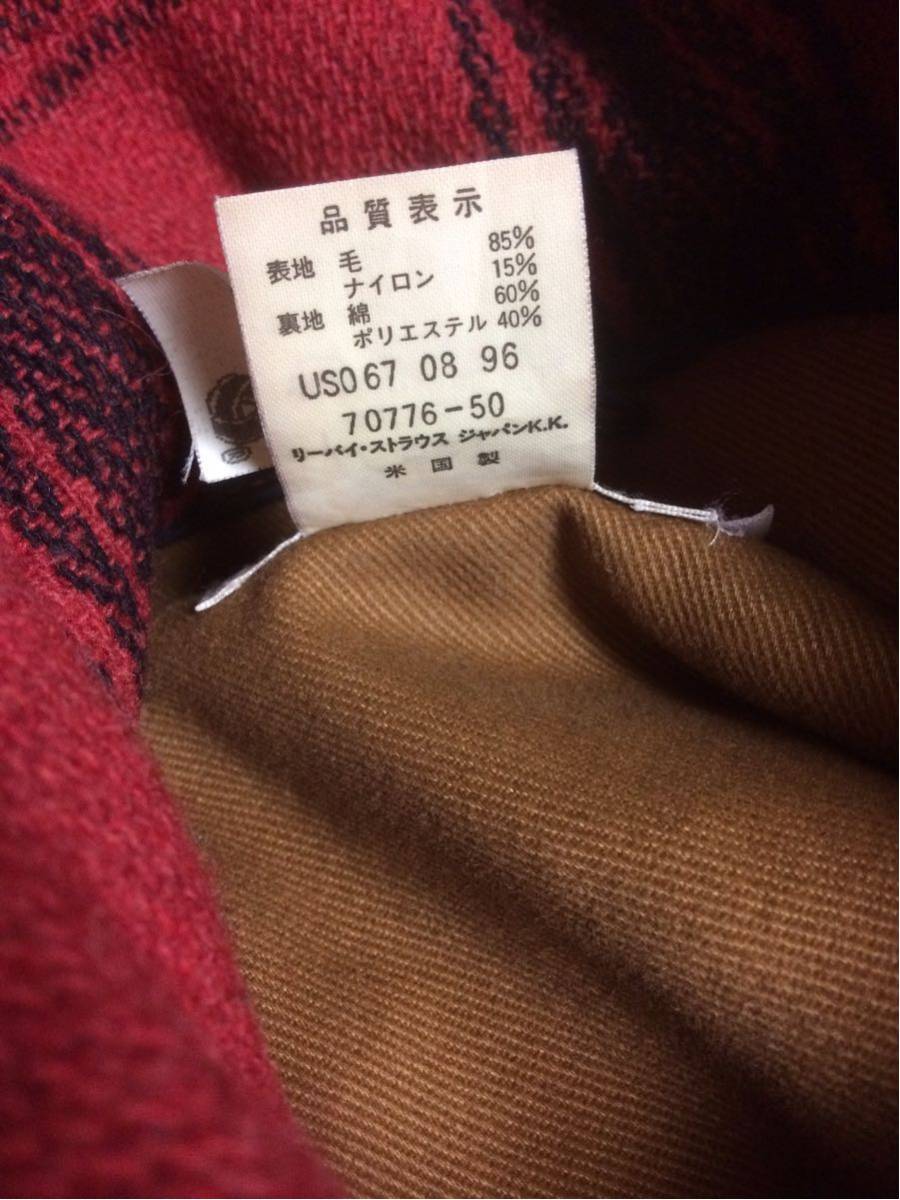 品質表示
表地 毛 85%
ナイロン 15%
裏地 綿 60%
ポリエステル 40%
US067 08 96
70776-50
リーバイ・ストラウス ジャパンK.K.
米国製